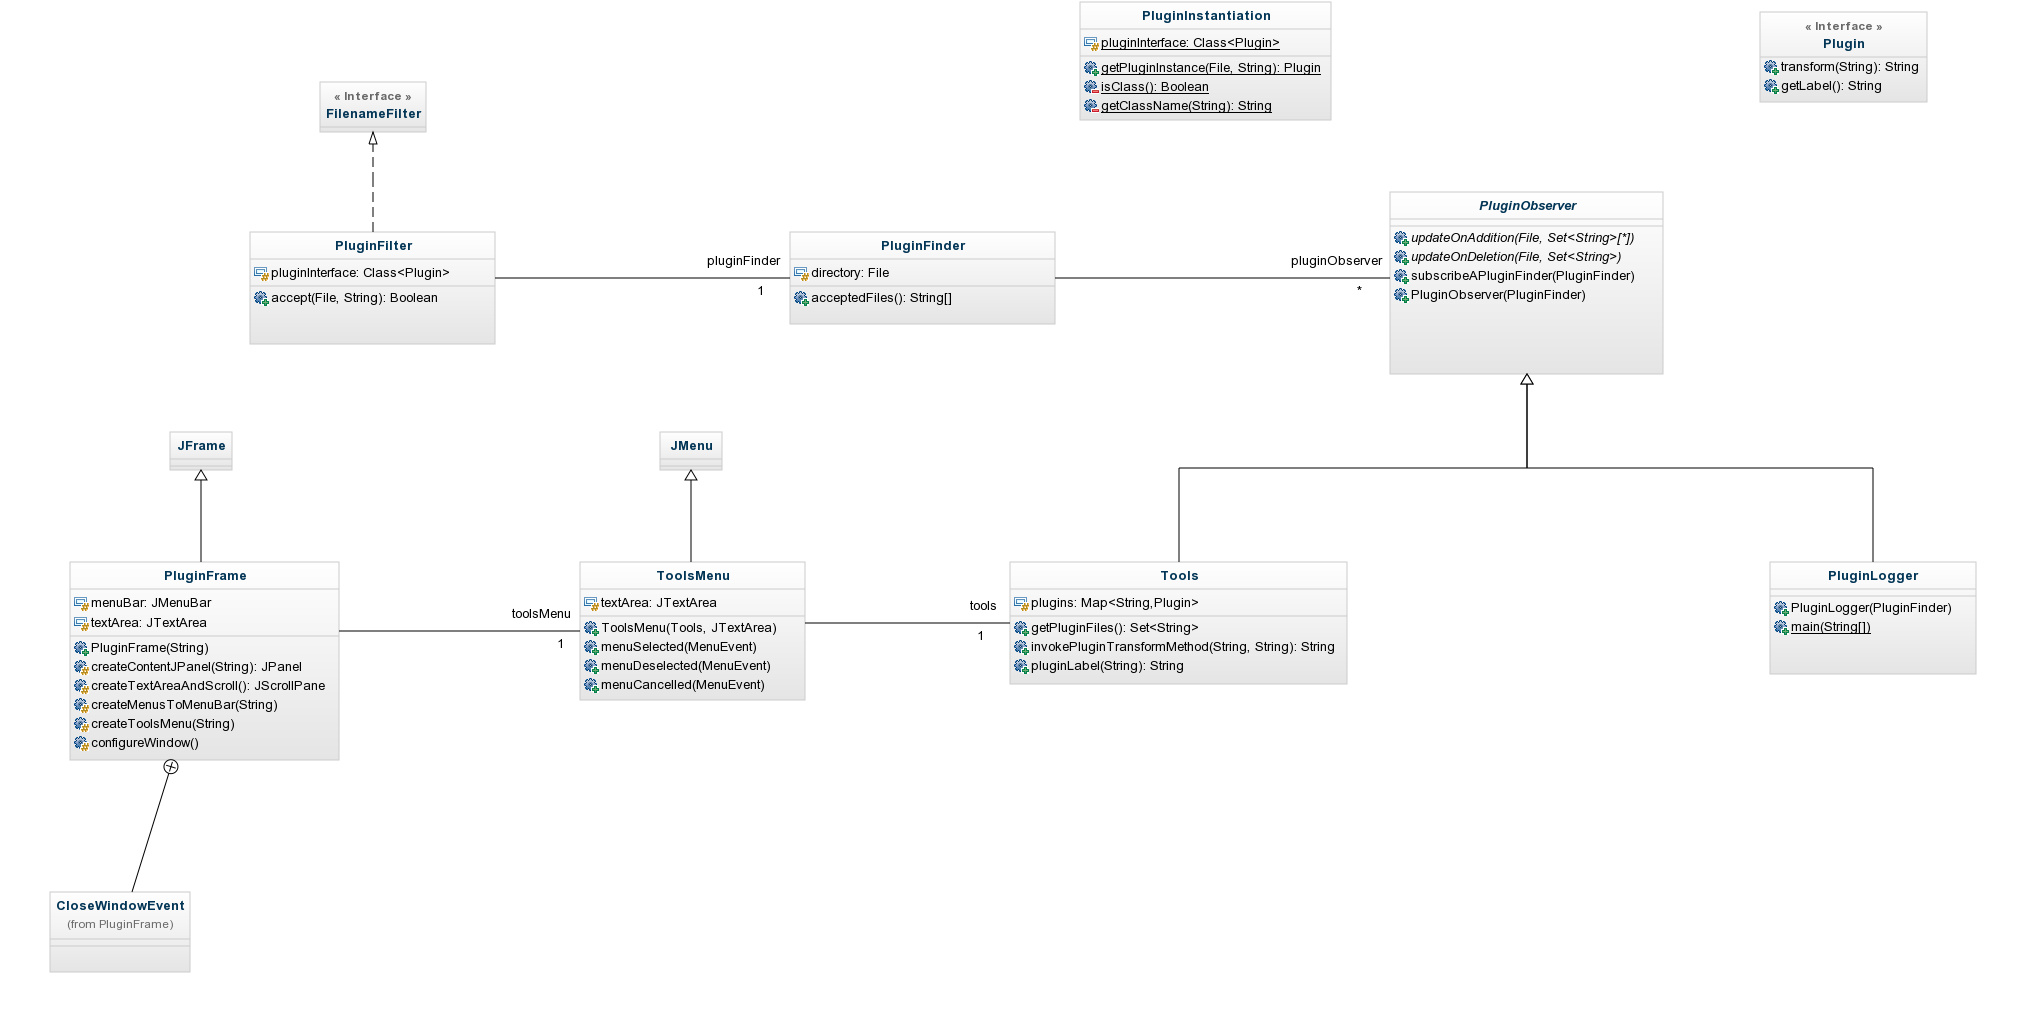 PluginInstantiation
pluginInterface: Class<Plugin>
getPluginInstance(File, String): Plugin
isClass(): Boolean
getClassName(String): String
« Interface »
Plugin
transform(String): String
getLabel(): String
« Interface »
FilenameFilter
PluginFilter
pluginInterface: Class<Plugin>
accept(File, String): Boolean
pluginFinder
1
PluginFinder
directory: File
acceptedFiles(): String[]
pluginObserver
*
PluginObserver
updateOnAddition(File, Set<String>[*])
updateOnDeletion(File, Set<String>)
subscribeAPluginFinder(PluginFinder)
PluginObserver(PluginFinder)
JFrame
JMenu
PluginFrame
menuBar: JMenuBar
textArea: JTextArea
PluginFrame(String)
createContentJPanel(String): JPanel
createTextAreaAndScroll(): JScrollPane
createMenusToMenuBar(String)
createToolsMenu(String)
configureWindow()
toolsMenu
1
ToolsMenu
textArea: JTextArea
ToolsMenu(Tools, JTextArea)
menuSelected(MenuEvent)
menuDeselected(MenuEvent)
menuCancelled(MenuEvent)
tools
1
Tools
plugins: Map<String,Plugin>
getPluginFiles(): Set<String>
invokePluginTransformMethod(String, String): String
pluginLabel(String): String
PluginLogger
PluginLogger(PluginFinder)
main(String[])
CloseWindowEvent
(from PluginFrame)